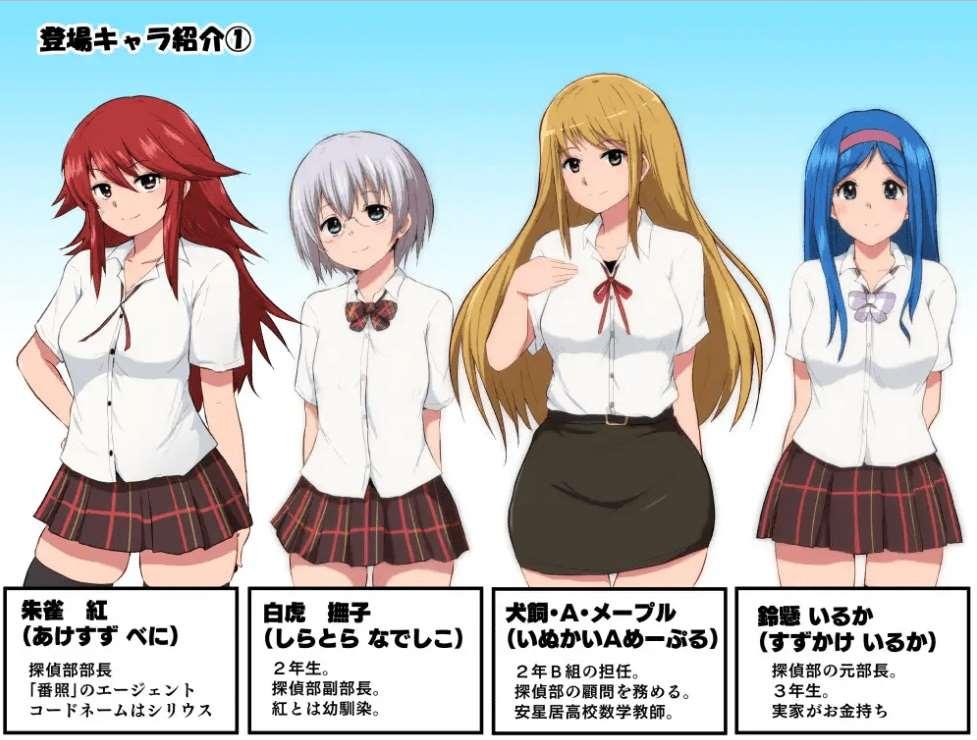 登場キャラ紹介①
朱雀　紅
（あけすず べに）
探偵部部長
「番照」のエージェント
コードネームはシリウス
白虎　撫子
（しらとら なでしこ）
２年生。
探偵部副部長。
紅とは幼馴染。
犬飼・A・メープル
（いぬかいAめーぷる）
２年Ｂ組の担任。
探偵部の顧問を務める。
安星居高校数学教師。
鈴懸 いるか
（すずかけ いるか）
探偵部の元部長。
３年生。
実家がお金持ち